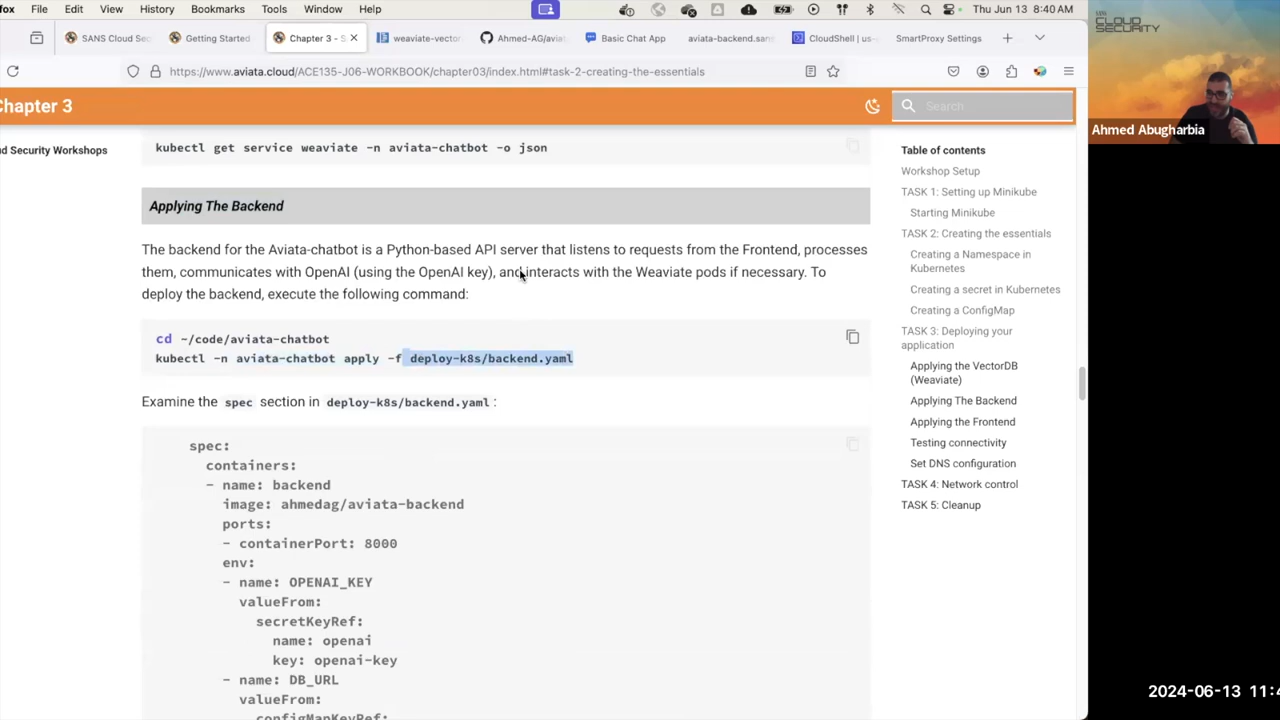 fox File Edit View History Bookmarks Tools Window Help Thu Jun 13 8:40 AM
SANS Cloud Sec Getting Started Chapter 3 - S weaviate-vector Ahmed-AG/aviat Basic Chat App aviata-backend.san CloudShell | us- SmartProxy Settings
https://www.aviata.cloud/ACE135-J06-WORKBOOK/chapter03/index.html#task-2-creating-the-essentials
Chapter 3
Search
d Security Workshops
kubectl get service weaviate -n aviata-chatbot -o json
Applying The Backend
The backend for the Aviata-chatbot is a Python-based API server that listens to requests from the Frontend, processes
them, communicates with OpenAI (using the OpenAI key), and interacts with the Weaviate pods if necessary. To
deploy the backend, execute the following command:
cd ~/code/aviata-chatbot
kubectl -n aviata-chatbot apply -f deploy-k8s/backend.yaml
Examine the spec section in deploy-k8s/backend.yaml :
spec:
containers:
- name: backend
image: ahmedag/aviata-backend
ports:
- containerPort: 8000
env:
- name: OPENAI_KEY
valueFrom:
secretKeyRef:
name: openai
key: openai-key
- name: DB_URL
valueFrom:
configMapKeyRef:
Table of contents
Workshop Setup
TASK 1: Setting up Minikube
Starting Minikube
TASK 2: Creating the essentials
Creating a Namespace in
Kubernetes
Creating a secret in Kubernetes
Creating a ConfigMap
TASK 3: Deploying your
application
Applying the VectorDB
(Weaviate)
Applying The Backend
Applying the Frontend
Testing connectivity
Set DNS configuration
TASK 4: Network control
TASK 5: Cleanup
CLOUD
SECURITY
Ahmed Abugharbia
2024-06-13 11:4